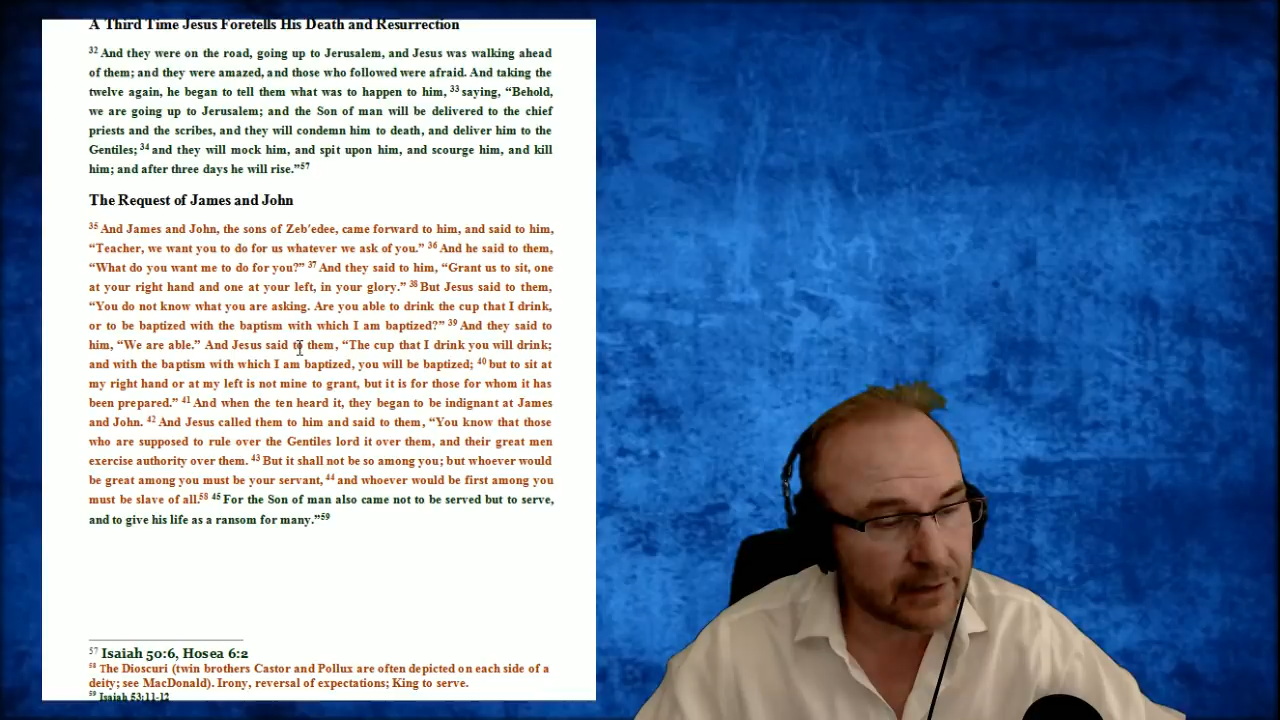 A Third Time Jesus Foretells His Death and Resurrection
32 And they were on the road, going up to Jerusalem, and Jesus was walking ahead
of them; and they were amazed, and those who followed were afraid. And taking the
twelve again, he began to tell them what was to happen to him, 33 saying, “Behold,
we are going up to Jerusalem; and the Son of man will be delivered to the chief
priests and the scribes, and they will condemn him to death, and deliver him to the
Gentiles; 34 and they will mock him, and spit upon him, and scourge him, and kill
him; and after three days he will rise.”57
The Request of James and John
35 And James and John, the sons of Zeb′edee, came forward to him, and said to him,
“Teacher, we want you to do for us whatever we ask of you.” 36 And he said to them,
“What do you want me to do for you?” 37 And they said to him, “Grant us to sit, one
at your right hand and one at your left, in your glory.” 38 But Jesus said to them,
“You do not know what you are asking. Are you able to drink the cup that I drink,
or to be baptized with the baptism with which I am baptized?” 39 And they said to
him, “We are able.” And Jesus said to them, “The cup that I drink you will drink;
and with the baptism with which I am baptized, you will be baptized; 40 but to sit at
my right hand or at my left is not mine to grant, but it is for those for whom it has
been prepared.” 41 And when the ten heard it, they began to be indignant at James
and John. 42 And Jesus called them to him and said to them, “You know that those
who are supposed to rule over the Gentiles lord it over them, and their great men
exercise authority over them. 43 But it shall not be so among you; but whoever would
be great among you must be your servant, 44 and whoever would be first among you
must be slave of all.58 45 For the Son of man also came not to be served but to serve,
and to give his life as a ransom for many.”59
57 Isaiah 50:6, Hosea 6:2
58 The Dioscuri (twin brothers Castor and Pollux are often depicted on each side of a
deity; see MacDonald). Irony, reversal of expectations; King to serve.
59 Isaiah 53:11-12